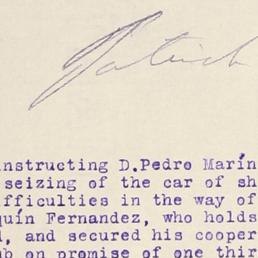 Patrick
instructing D.Pedro Marín
seizing of the car of sh
ifficulties in the way of
quín Fernandez, who holds
, and secured his cooper
on promise of one thir